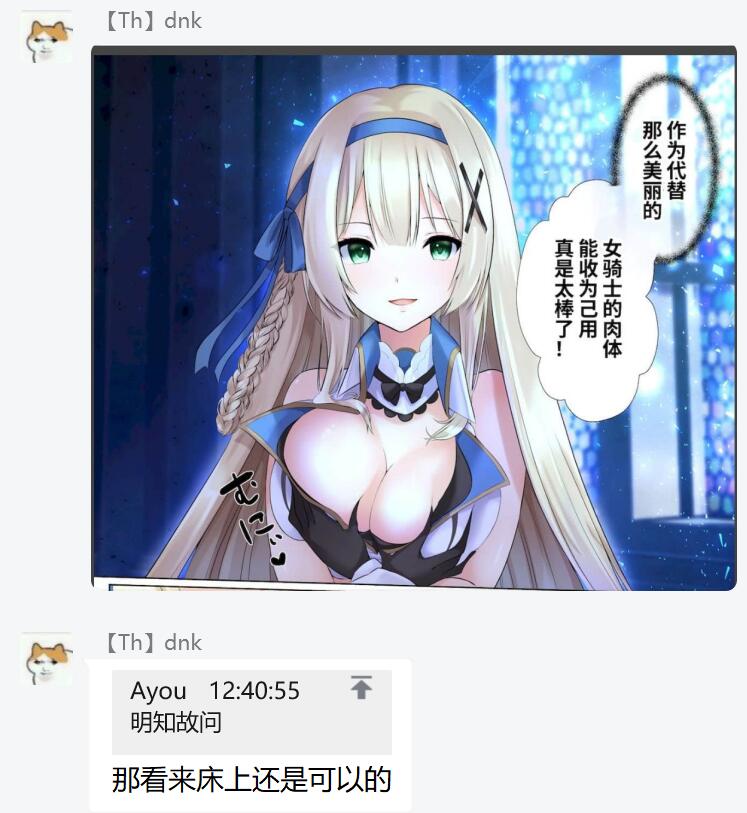 【Th】dnk
作为代替
那么美丽的
女骑士的肉体
能收为己用
真是太棒了！
むにぃ♥
【Th】dnk
Ayou 12:40:55
明知故问
那看来床上还是可以的